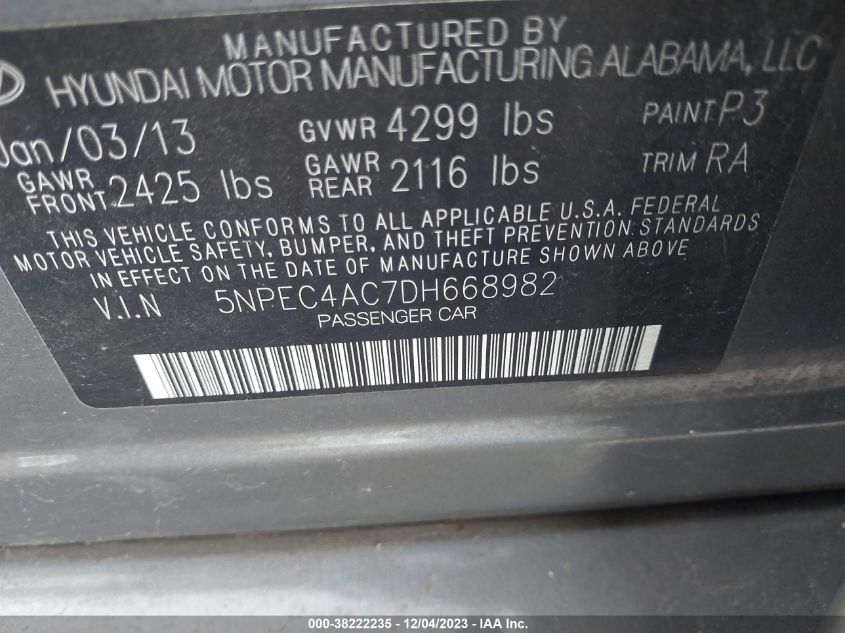 MANUFACTURED BY
HYUNDAI MOTOR MANUFACTURING ALABAMA, LLC
Jan/03/13 GVWR 4299 lbs PAINT P3
GAWR FRONT 2425 lbs GAWR REAR 2116 lbs TRIM RA
THIS VEHICLE CONFORMS TO ALL APPLICABLE U.S.A. FEDERAL
MOTOR VEHICLE SAFETY, BUMPER, AND THEFT PREVENTION STANDARDS
IN EFFECT ON THE DATE OF MANUFACTURE SHOWN ABOVE
V.I.N 5NPEC4AC7DH668982
PASSENGER CAR
000-38222235 - 12/04/2023 - IAA Inc.